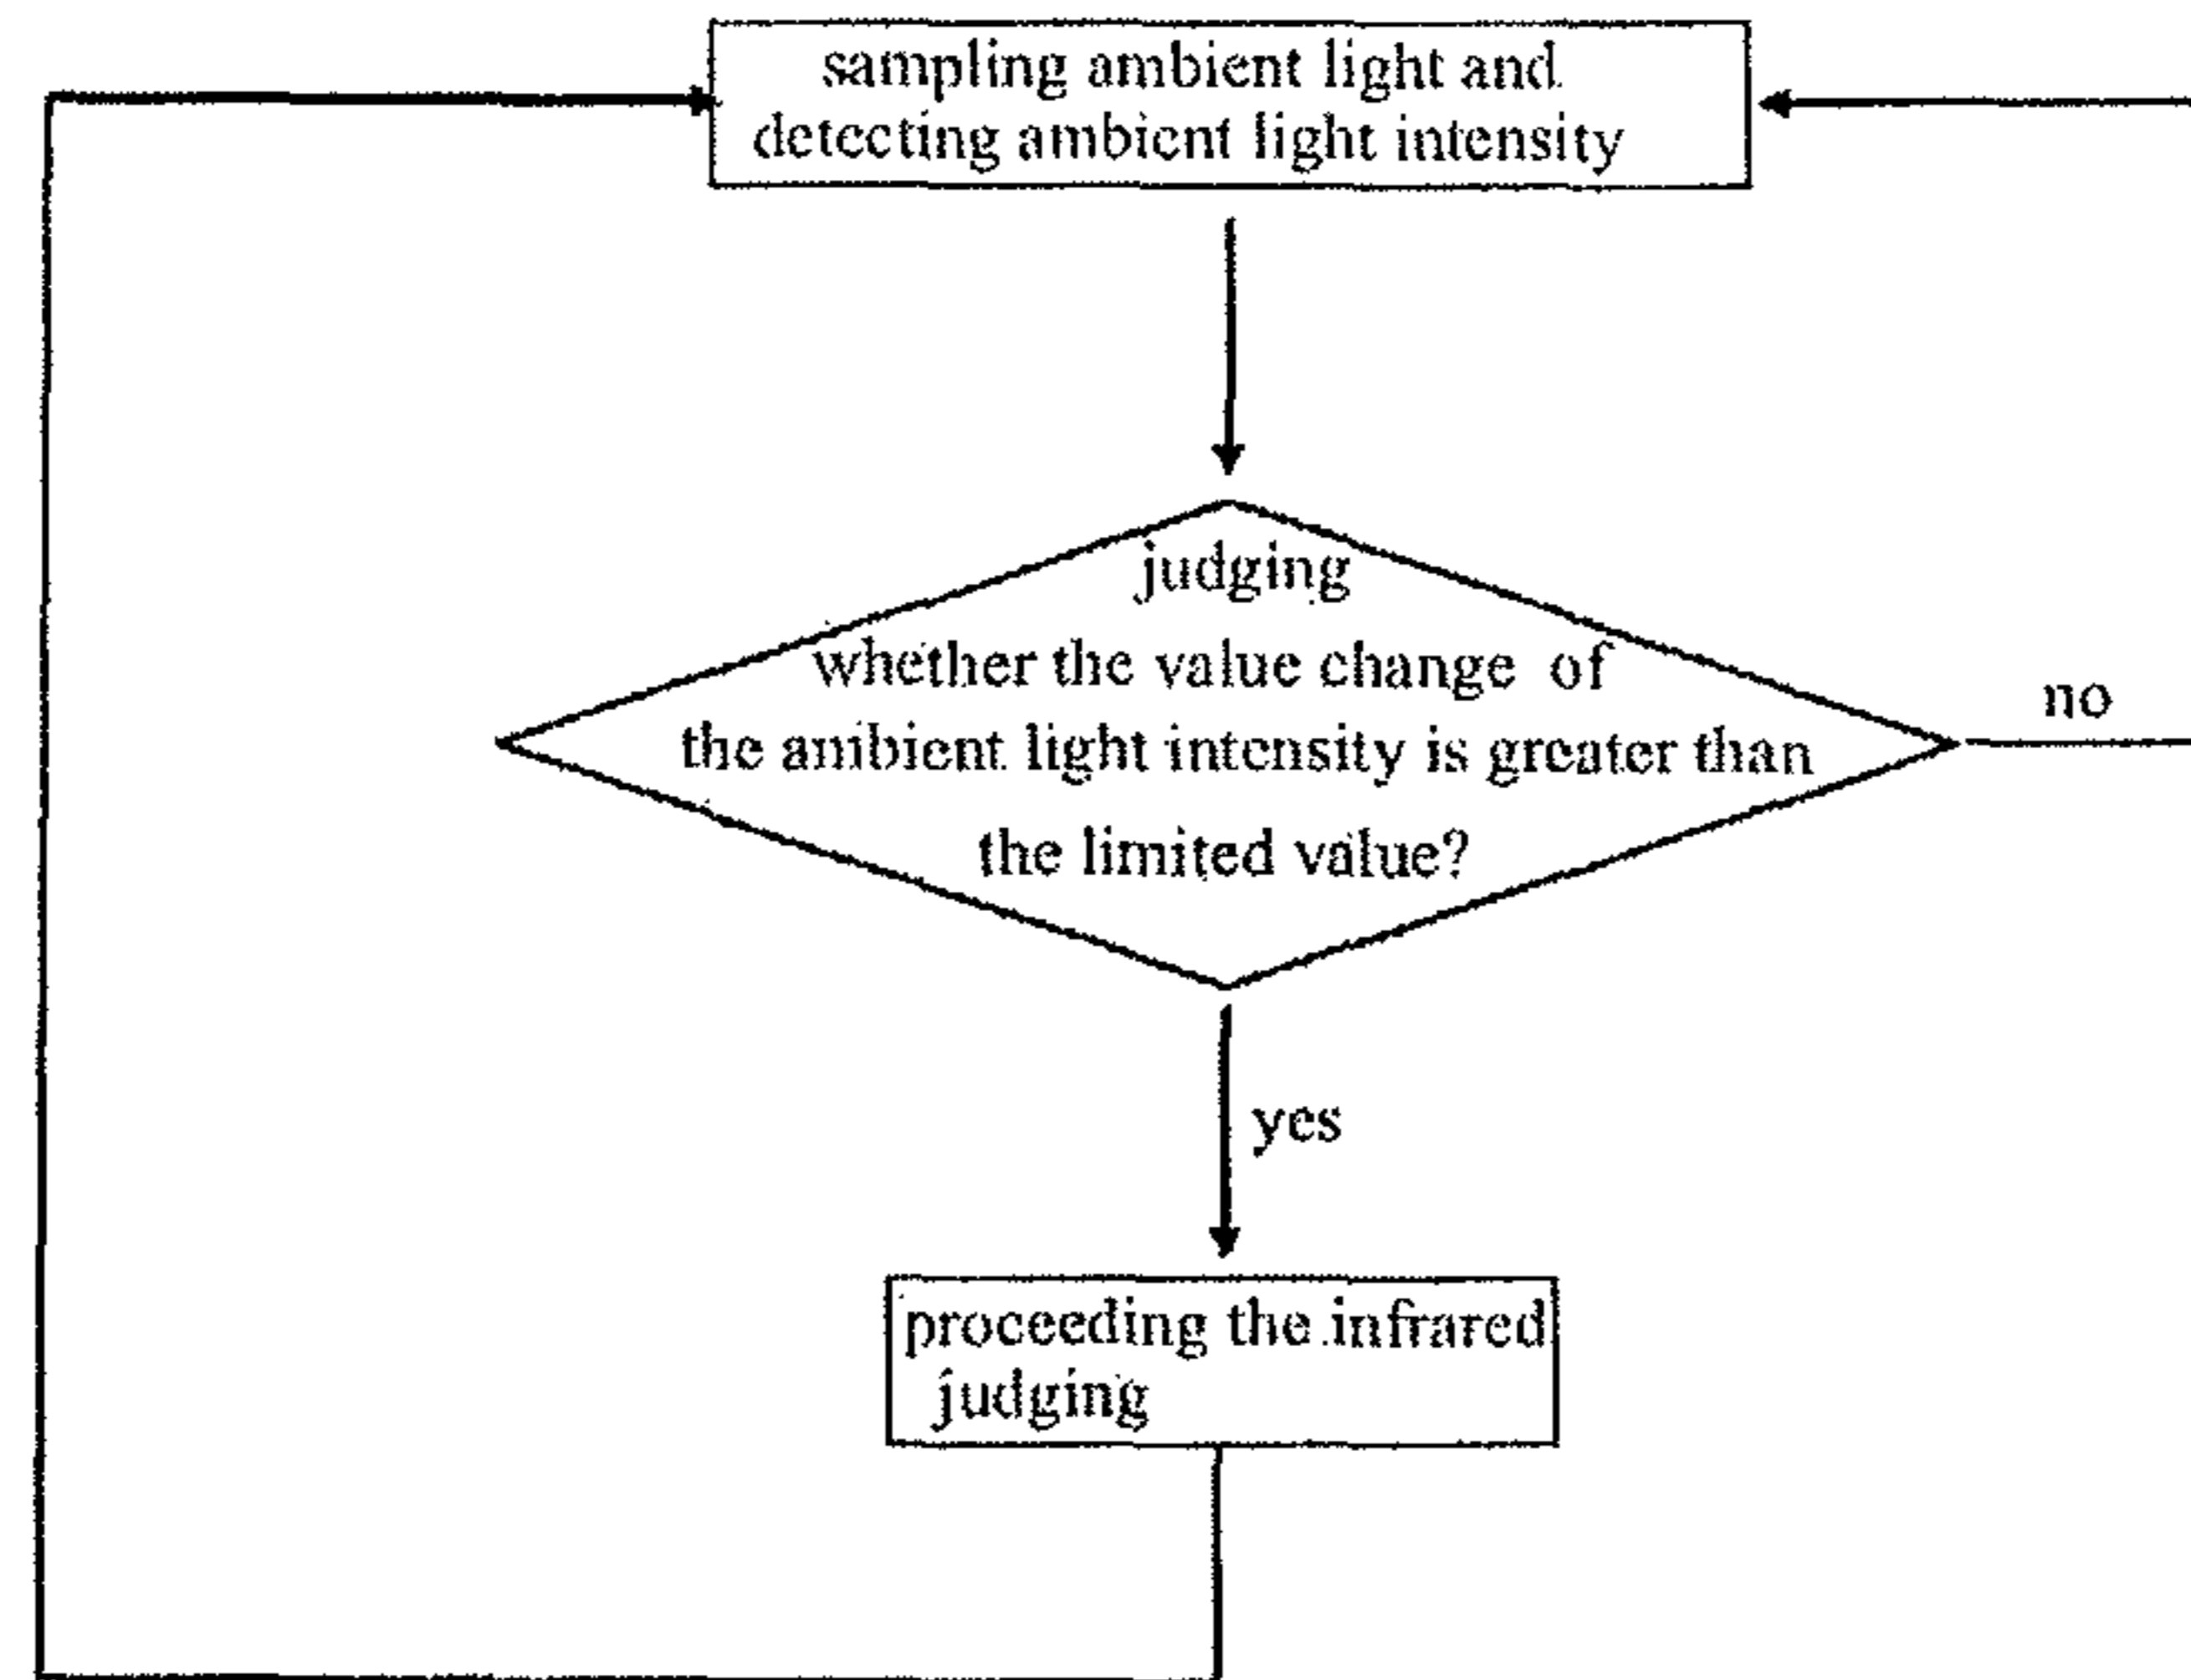 sampling ambient light and
detecting ambient light intensity
judging
whether the value change of
the ambient light intensity is greater than
the limited value?
no
yes
proceeding the infrared
judging